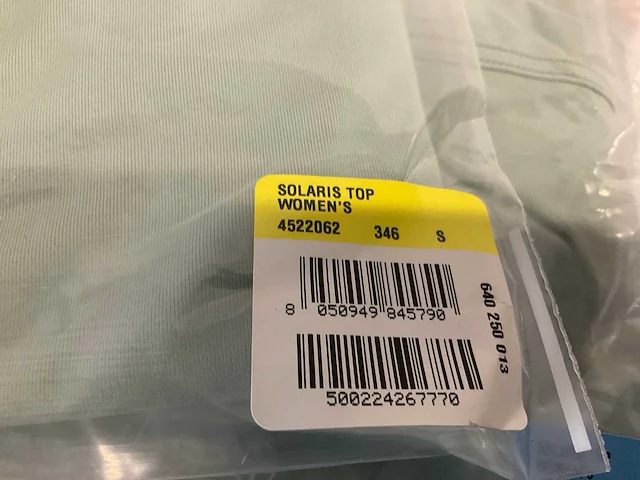 SOLARIS TOP
WOMEN'S
4522062 346 S
8 050949 845790
500224267770
640 250 013